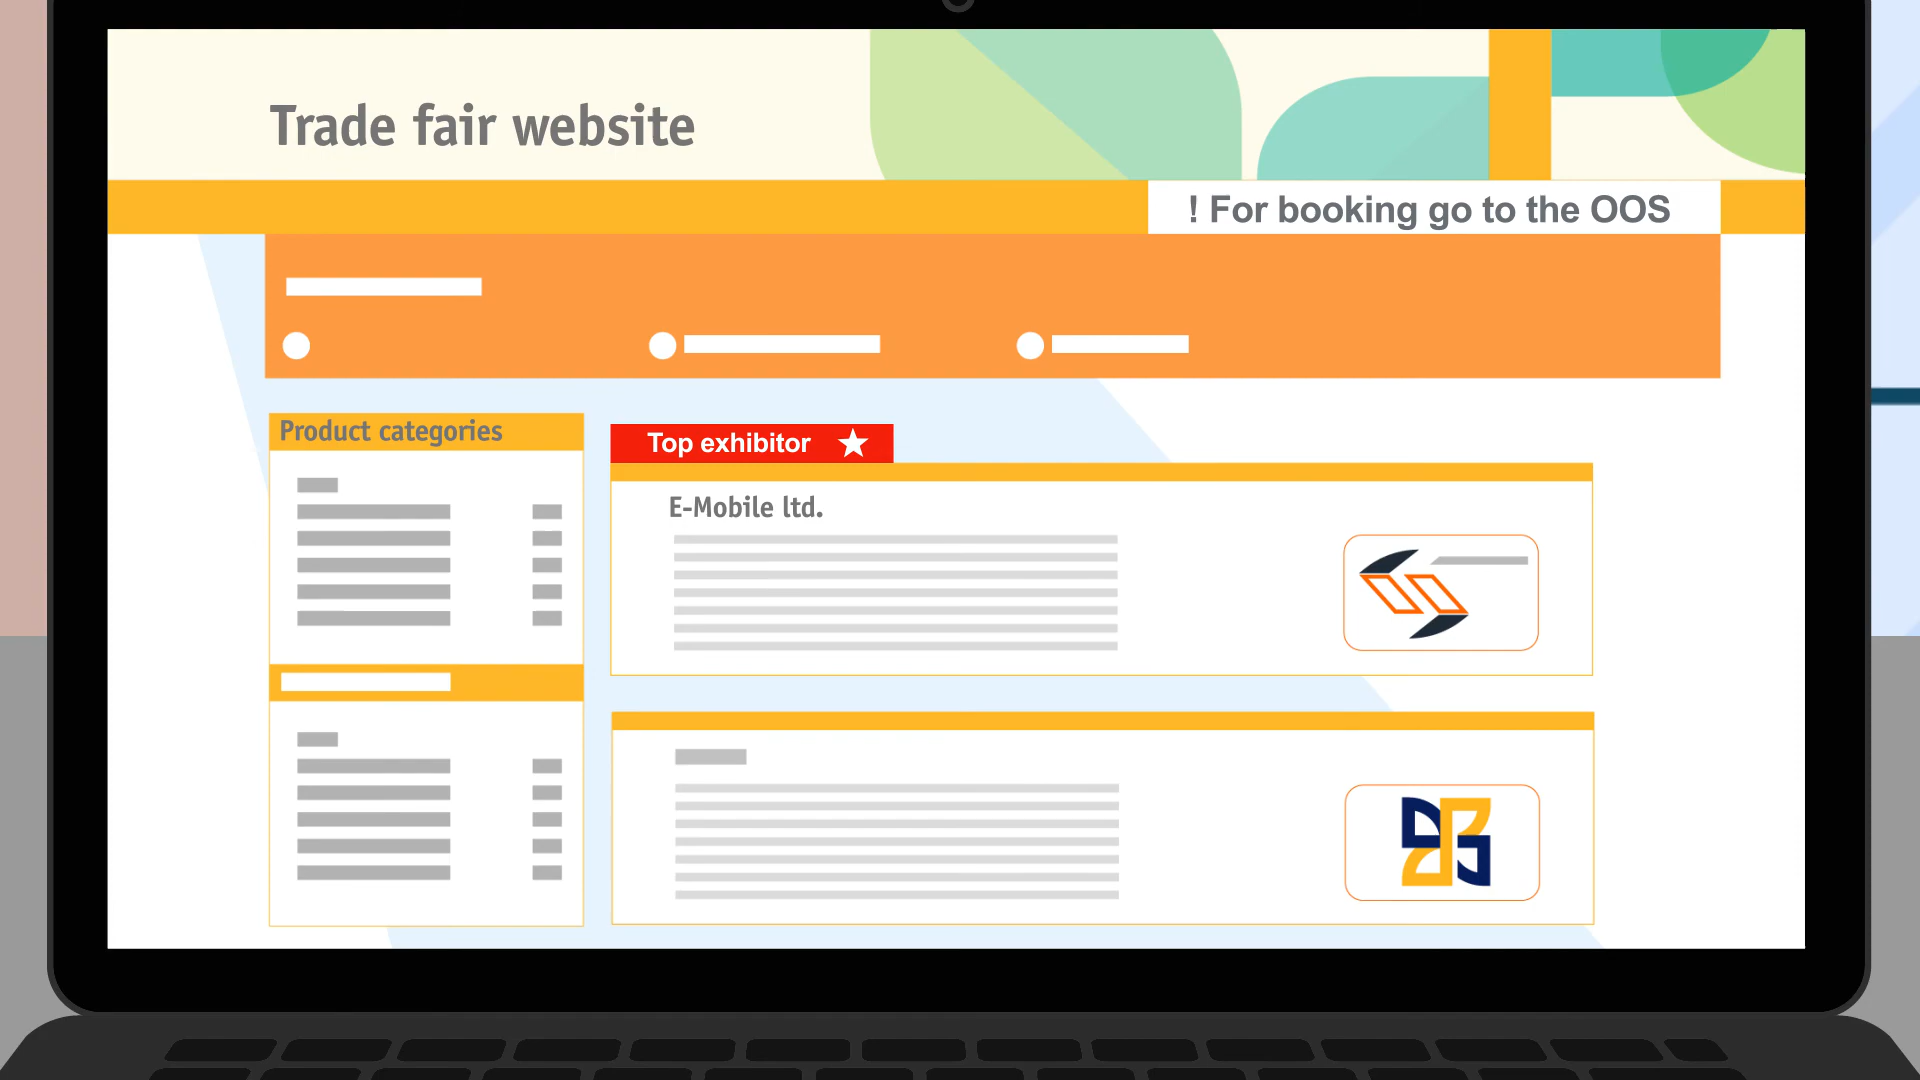 Trade fair website
! For booking go to the OOS
Product categories
Top exhibitor
E-Mobile ltd.